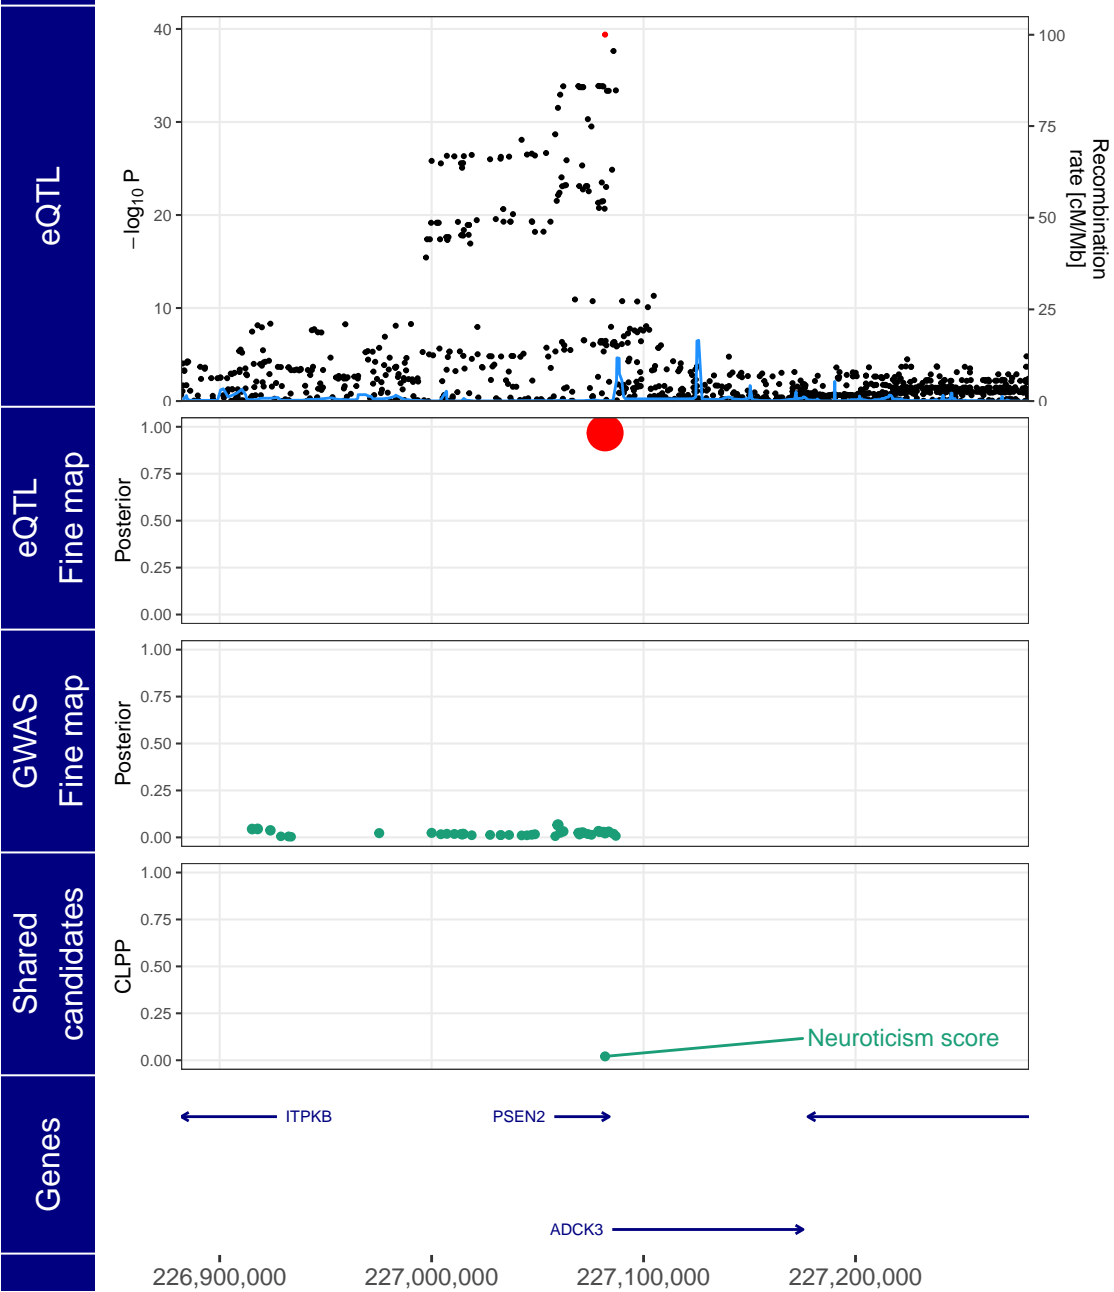 eQTL
40
30
20
10
0
− log10 P
100
75
50
25
0
Recombination
rate [cM/Mb]
eQTL
Fine map
Posterior
1.00
0.75
0.50
0.25
0.00
GWAS
Fine map
Posterior
1.00
0.75
0.50
0.25
0.00
Shared
candidates
CLPP
1.00
0.75
0.50
0.25
0.00
Neuroticism score
Genes
ITPKB
PSEN2
ADCK3
226,900,000
227,000,000
227,100,000
227,200,000